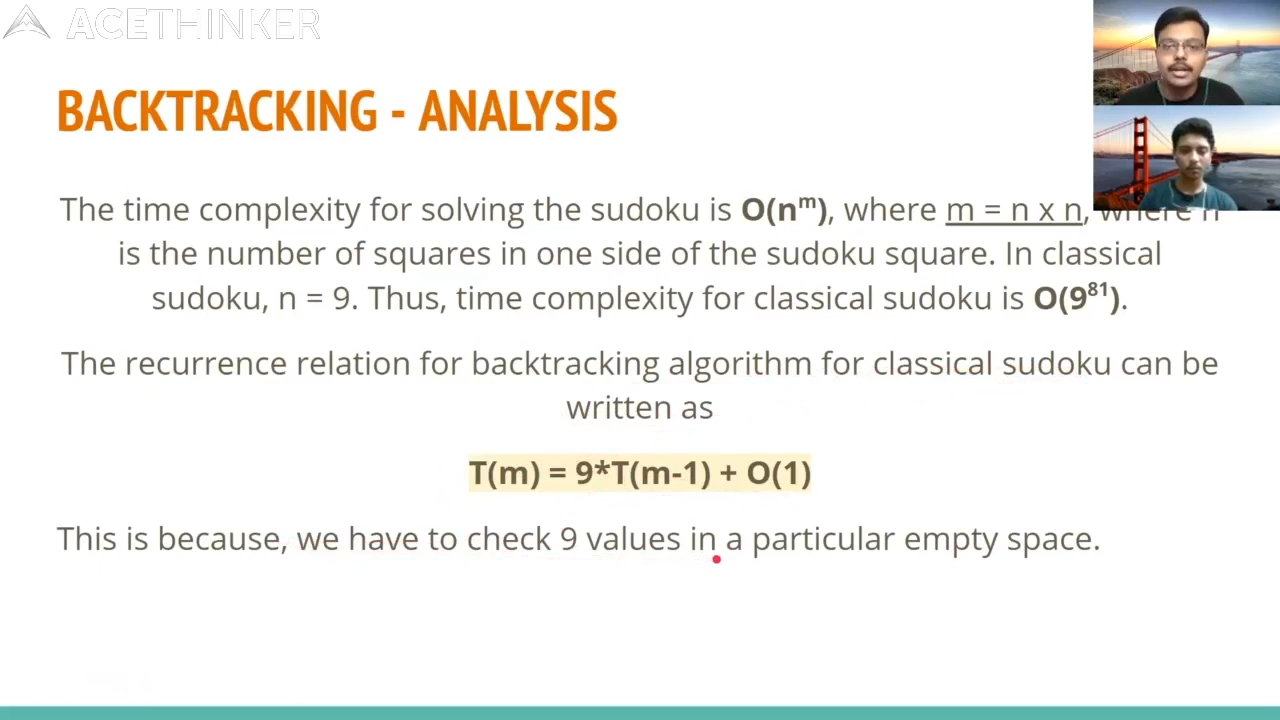 ACETHINKER
BACKTRACKING - ANALYSIS
The time complexity for solving the sudoku is O(nᵐ), where m = n x n, where n
is the number of squares in one side of the sudoku square. In classical
sudoku, n = 9. Thus, time complexity for classical sudoku is O(9⁸¹).
The recurrence relation for backtracking algorithm for classical sudoku can be
written as
T(m) = 9*T(m-1) + O(1)
This is because, we have to check 9 values in a particular empty space.